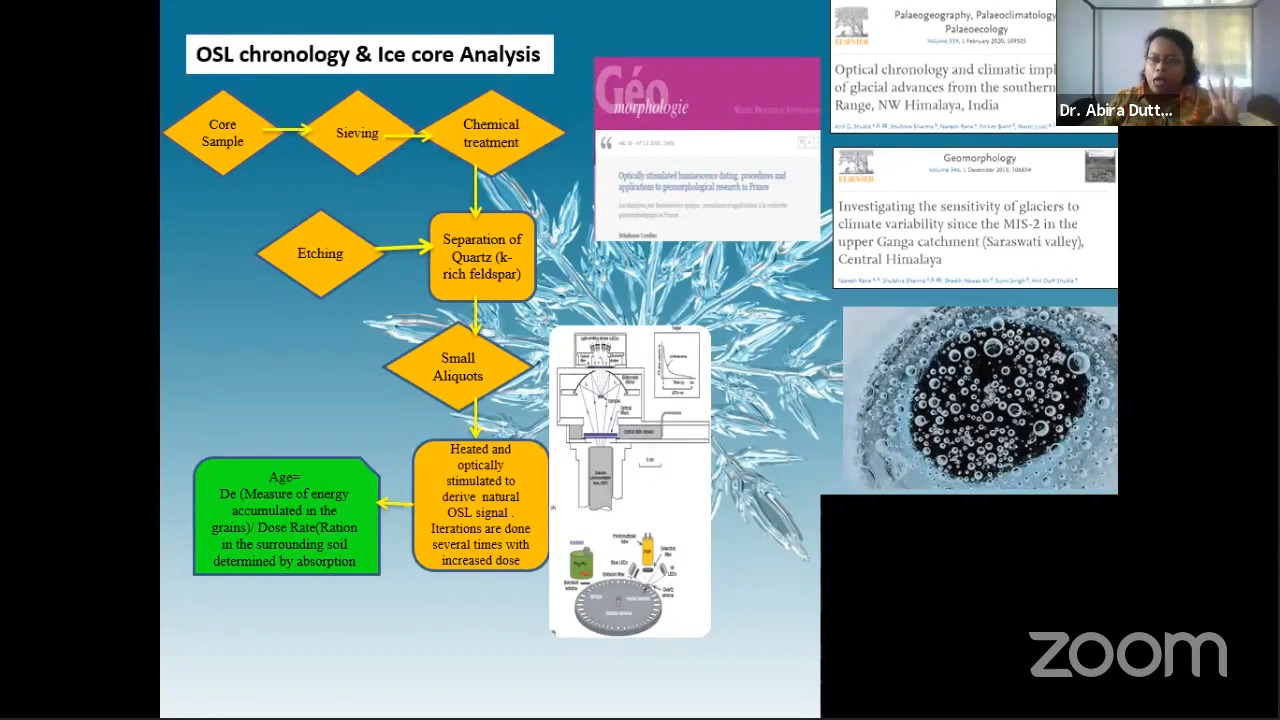 OSL chronology & Ice core Analysis
Core
Sample
Sieving
Chemical
treatment
Etching
Separation of
Quartz (k-
rich feldspar)
Small
Aliquots
Heated and
optically
stimulated to
derive natural
OSL signal .
Iterations are done
several times with
increased dose
Age=
De (Measure of energy
accumulated in the
grains)/ Dose Rate(Ration
in the surrounding soil
determined by absorption
Géo
morphologie
Optically stimulated luminescence dating: procedures and
applications to geomorphological research in France
ELSEVIER
Palaeogeography, Palaeoclimatology
Palaeoecology
Volume 559, 1 February 2020, 109503
Optical chronology and climatic impl
of glacial advances from the southern
Range, NW Himalaya, India
Dr. Abira Dutt...
ELSEVIER
Geomorphology
Volume 346, 1 December 2019, 106834
Investigating the sensitivity of glaciers to
climate variability since the MIS-2 in the
upper Ganga catchment (Saraswati valley),
Central Himalaya
zoom